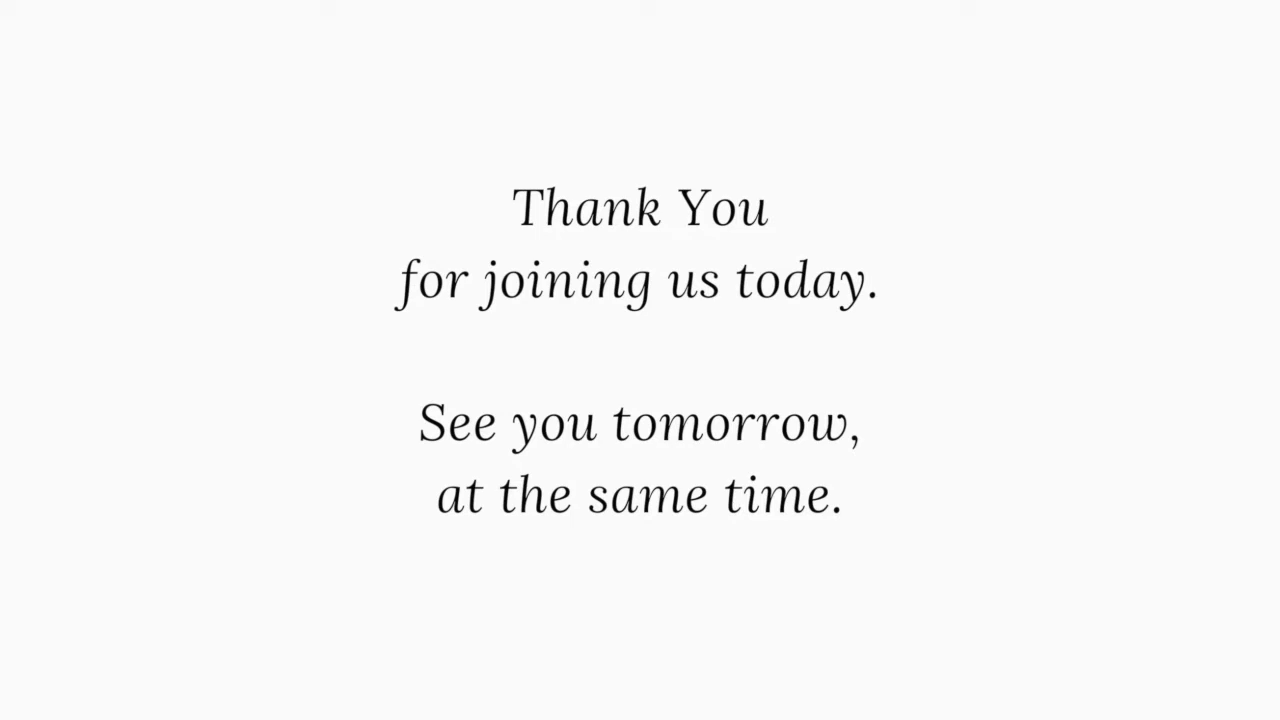 Thank You
for joining us today.
See you tomorrow,
at the same time.